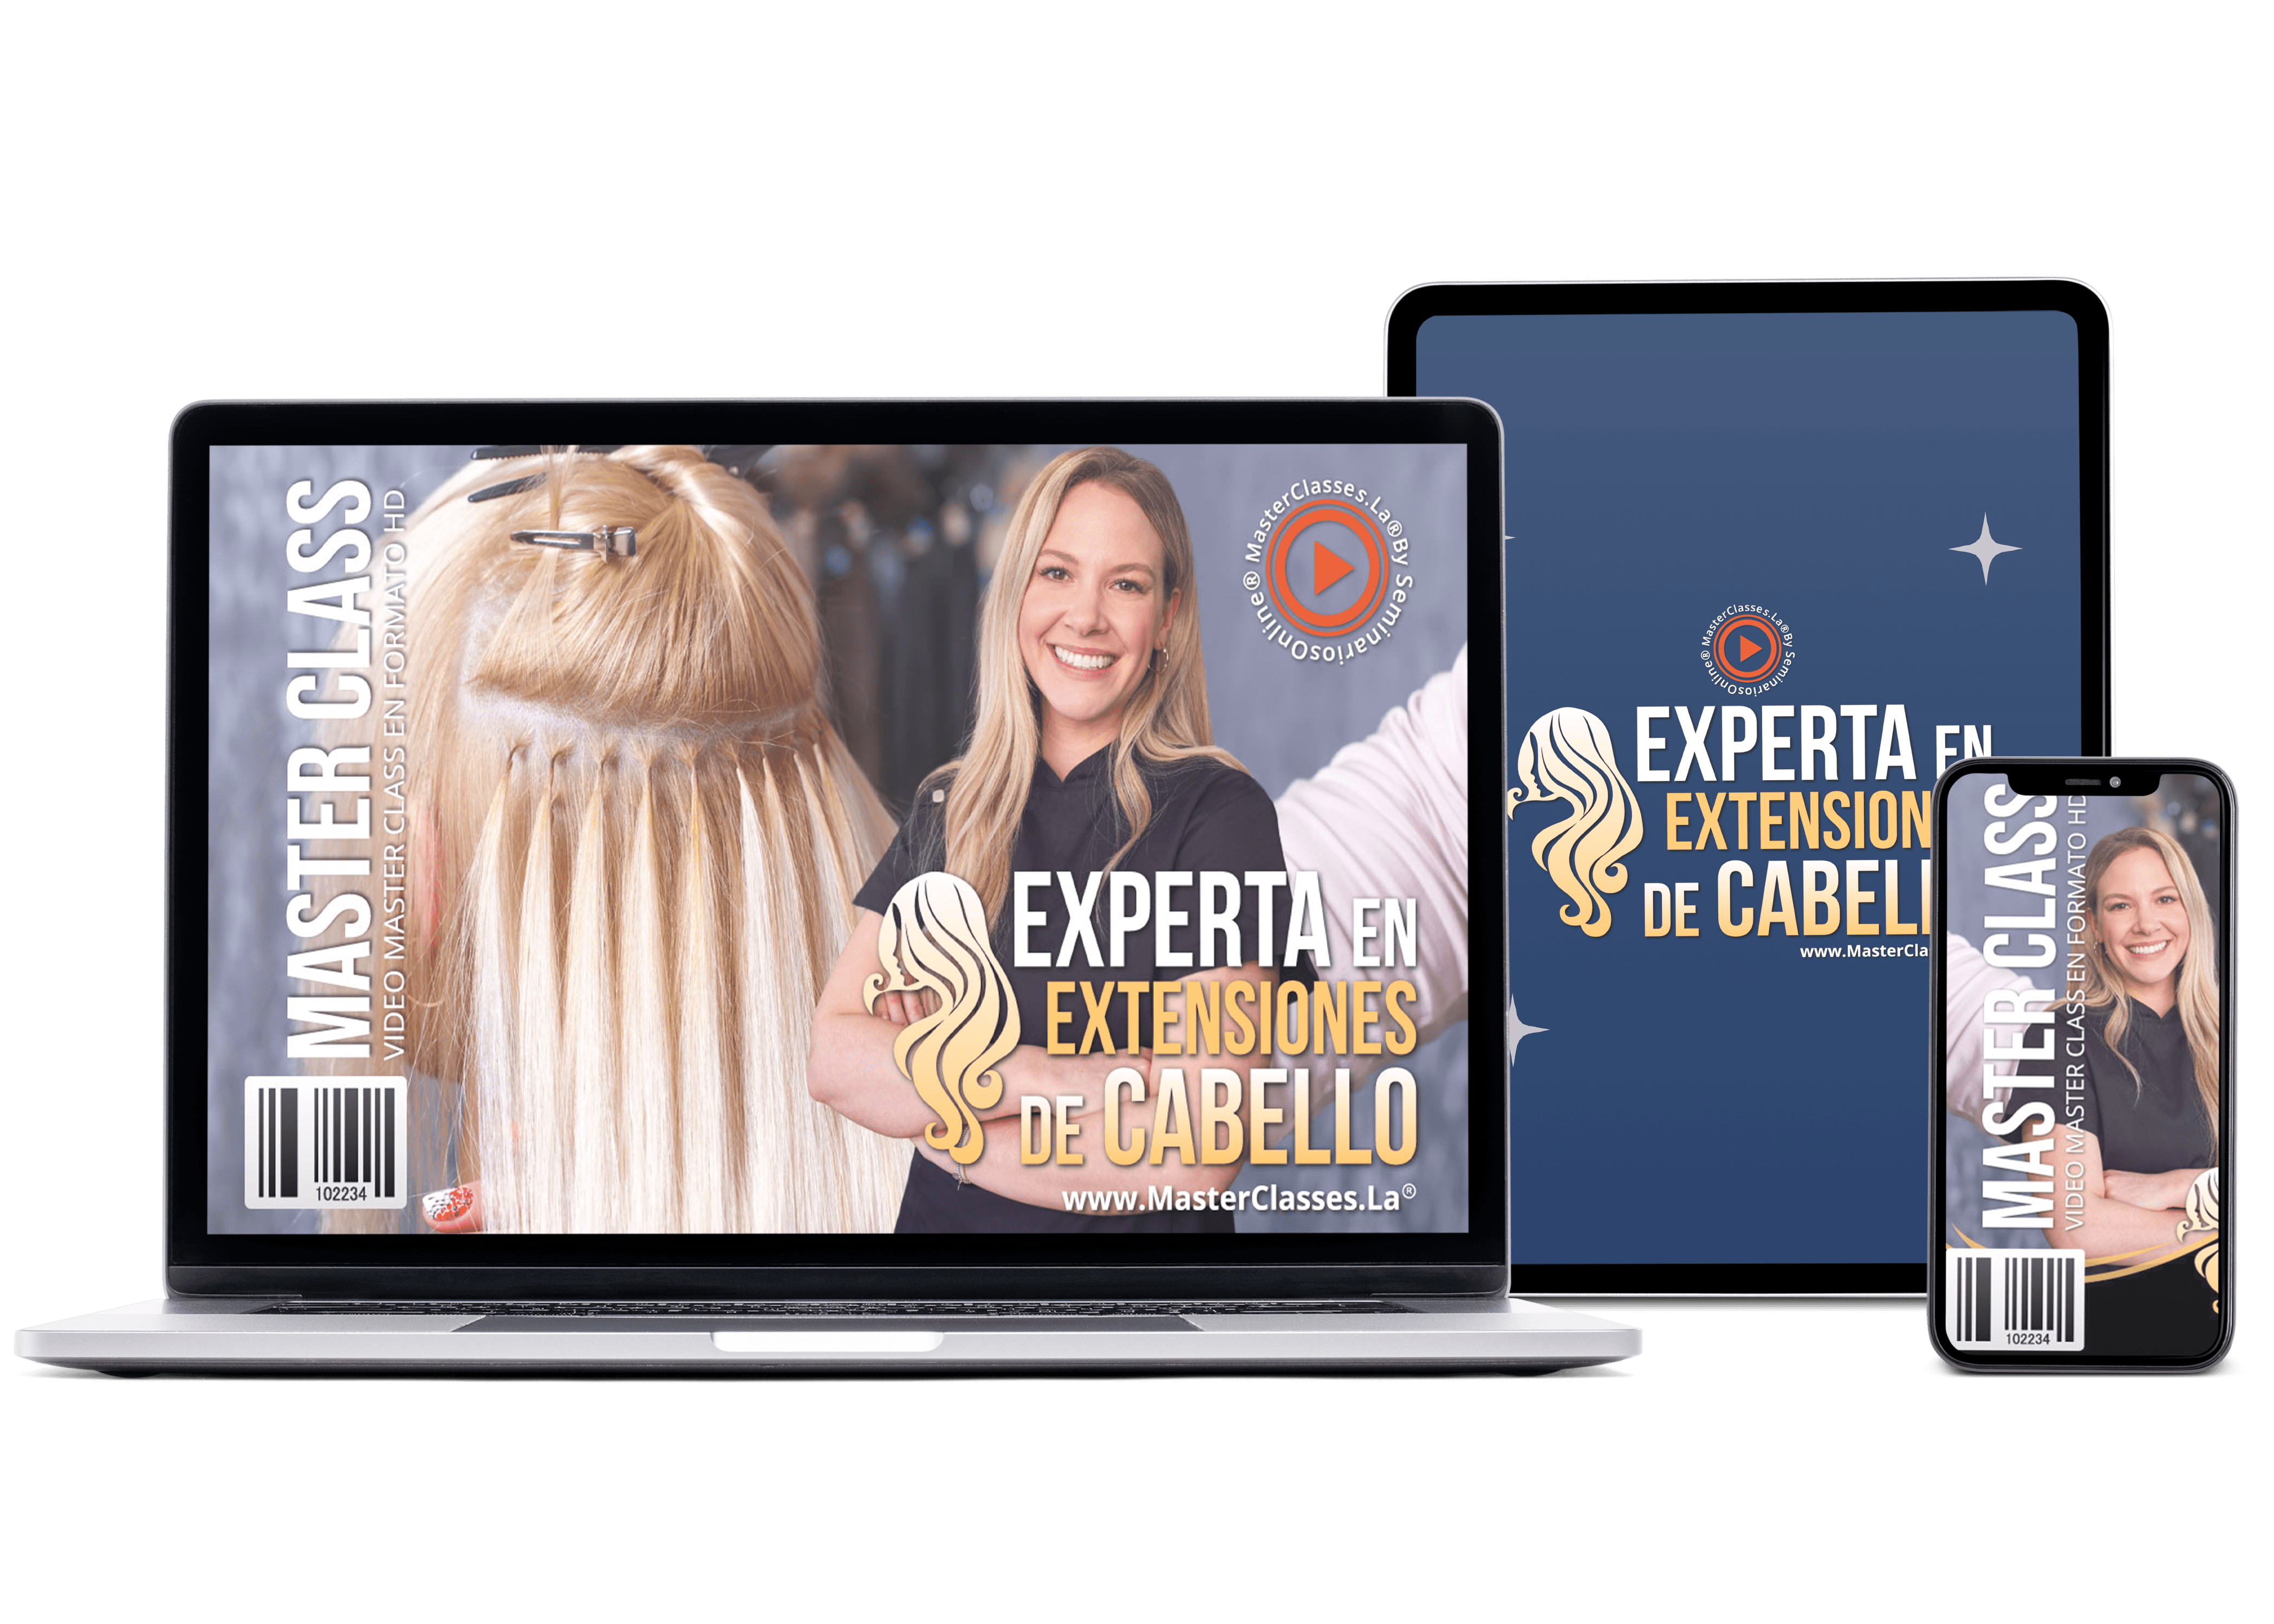 MASTER CLASS
VIDEO MASTER CLASS EN FORMATO HD
102234
MasterClasses.La® By SeminariosOnline®
EXPERTA EN
EXTENSIONES
DE CABELLO
www.MasterClasses.La®
MasterClasses.La® By SeminariosOnline®
EXPERTA EN
EXTENSION
DE CABEL
www.MasterCla
MASTER CLASS
VIDEO MASTER CLASS EN FORMATO HD
102234